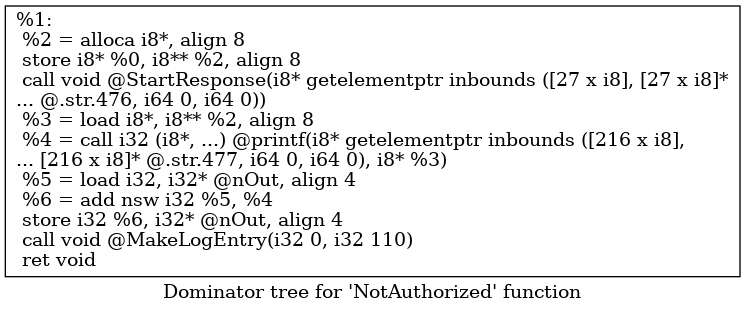 %1:
%2 = alloca i8*, align 8
store i8* %0, i8** %2, align 8
call void @StartResponse(i8* getelementptr inbounds ([27 x i8], [27 x i8]*
... @.str.476, i64 0, i64 0))
%3 = load i8*, i8** %2, align 8
%4 = call i32 (i8*, ...) @printf(i8* getelementptr inbounds ([216 x i8],
... [216 x i8]* @.str.477, i64 0, i64 0), i8* %3)
%5 = load i32, i32* @nOut, align 4
%6 = add nsw i32 %5, %4
store i32 %6, i32* @nOut, align 4
call void @MakeLogEntry(i32 0, i32 110)
ret void
Dominator tree for 'NotAuthorized' function